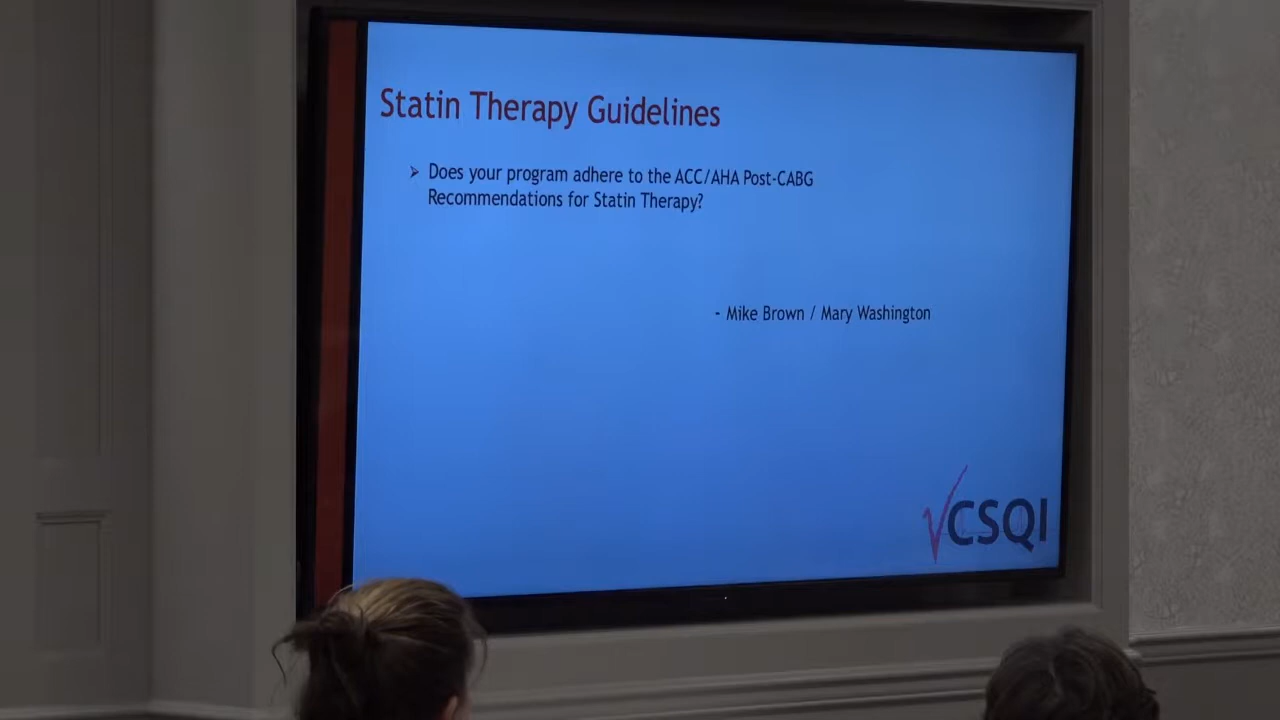 Statin Therapy Guidelines
➢ Does your program adhere to the ACC/AHA Post-CABG
Recommendations for Statin Therapy?
- Mike Brown / Mary Washington
√CSQI